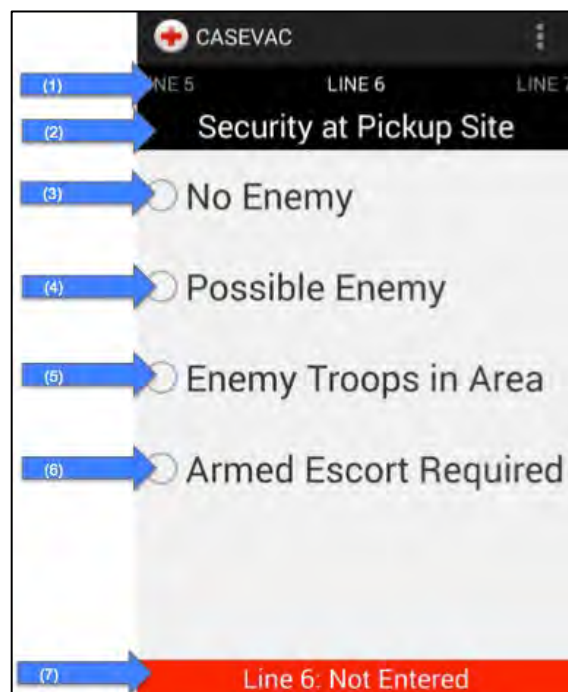 CASEVAC
(1) NE 5 LINE 6 LINE 7
(2) Security at Pickup Site
(3) No Enemy
(4) Possible Enemy
(5) Enemy Troops in Area
(6) Armed Escort Required
(7) Line 6: Not Entered